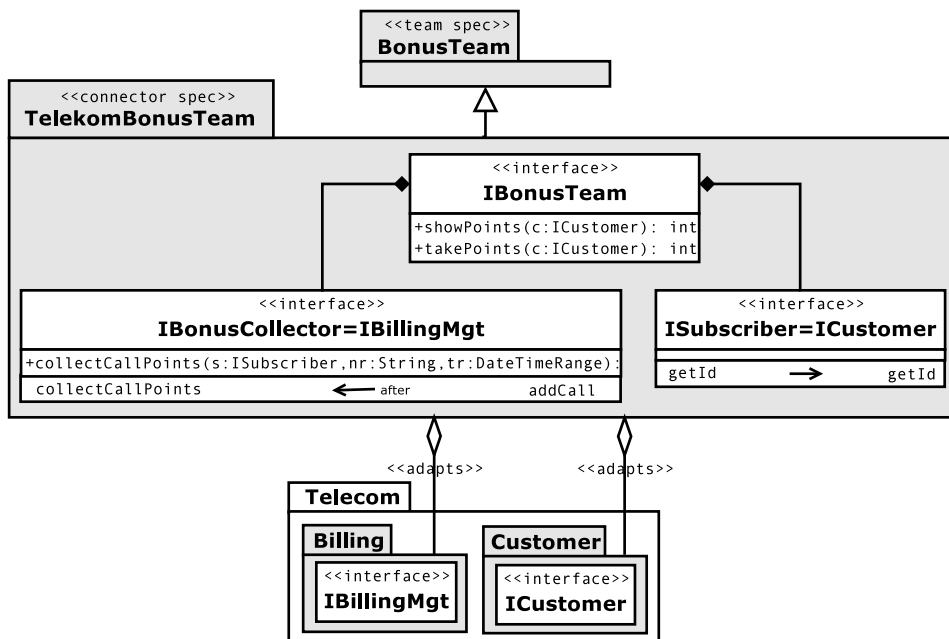 <<team spec>>
BonusTeam
<<connector spec>>
TelekomBonusTeam
<<interface>>
IBonusTeam
+showPoints(c:ICustomer): int
+takePoints(c:ICustomer): int
<<interface>>
IBonusCollector=IBillingMgt
+collectCallPoints(s:ISubscriber,nr:String,tr:DateTimeRange):
collectCallPoints after addCall
<<interface>>
ISubscriber=ICustomer
getId getId
<<adapts>> <<adapts>>
Telecom
Billing
<<interface>>
IBillingMgt
Customer
<<interface>>
ICustomer